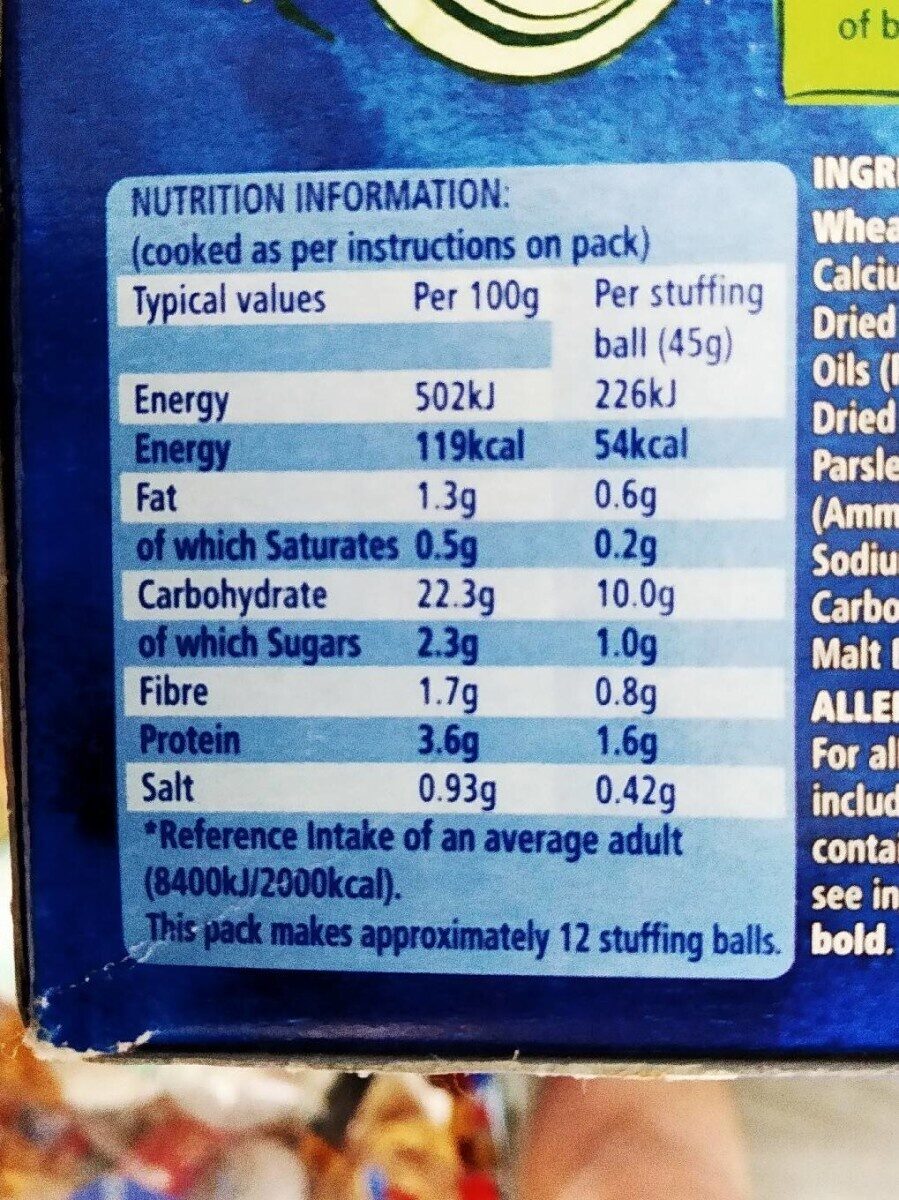 of b
NUTRITION INFORMATION:
(cooked as per instructions on pack)
Typical values Per 100g Per stuffing
ball (45g)
Energy 502kJ 226kJ
Energy 119kcal 54kcal
Fat 1.3g 0.6g
of which Saturates 0.5g 0.2g
Carbohydrate 22.3g 10.0g
of which Sugars 2.3g 1.0g
Fibre 1.7g 0.8g
Protein 3.6g 1.6g
Salt 0.93g 0.42g
*Reference Intake of an average adult
(8400kJ/2000kcal).
This pack makes approximately 12 stuffing balls.
INGR
Whea
Calciu
Dried
Oils (
Dried
Parsle
(Amm
Sodiu
Carbo
Malt
ALLE
For all
includ
contai
see in
bold.